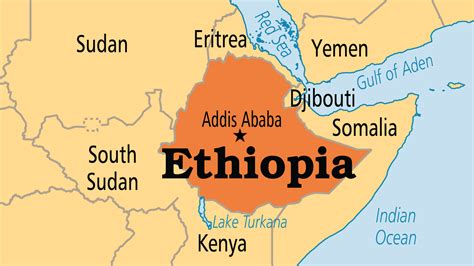 Sudan
Eritrea
Red Sea
Yemen
Gulf of Aden
Djibouti
Addis Ababa
Somalia
Ethiopia
South
Sudan
Lake Turkana
Kenya
Indian
Ocean